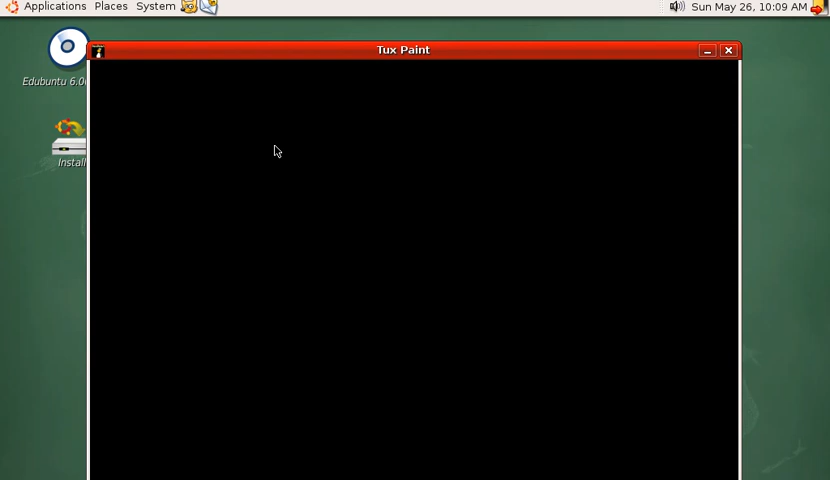 Applications Places System
Sun May 26, 10:09 AM
Tux Paint
Edubuntu 6.0
Install